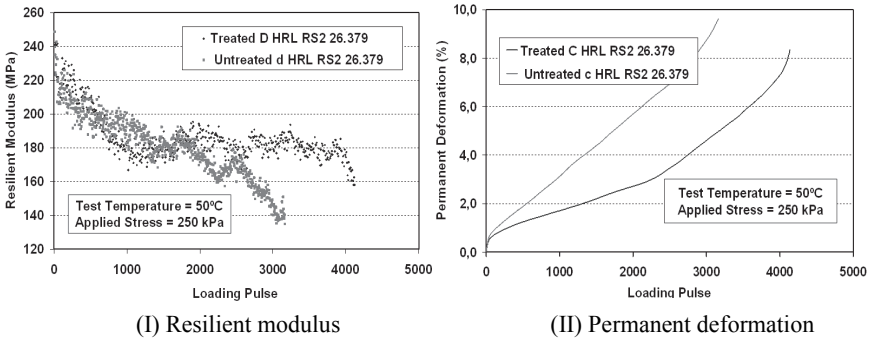 260
240
220
200
180
160
140
120
Resilient Modulus (MPa)
Treated D HRL RS2 26.379
Untreated d HRL RS2 26.379
Test Temperature = 50ºC
Applied Stress = 250 kPa
0 1000 2000 3000 4000 5000
Loading Pulse
(I) Resilient modulus
10,0
8,0
6,0
4,0
2,0
0,0
Permanent Deformation (%)
Treated C HRL RS2 26.379
Untreated c HRL RS2 26.379
Test Temperature = 50ºC
Applied Stress = 250 kPa
0 1000 2000 3000 4000 5000
Loading Pulse
(II) Permanent deformation